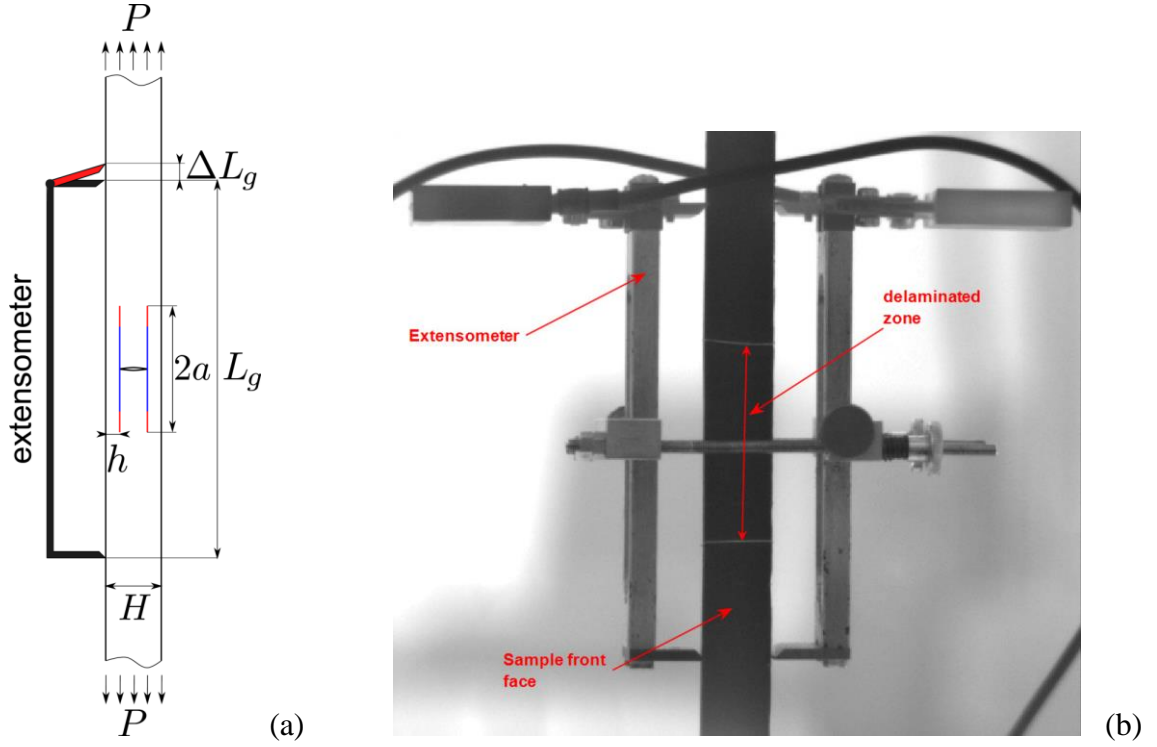 P
ΔL_g
extensometer
2a
L_g
h
H
P
(a)
Extensometer
delaminated
zone
Sample front
face
(b)